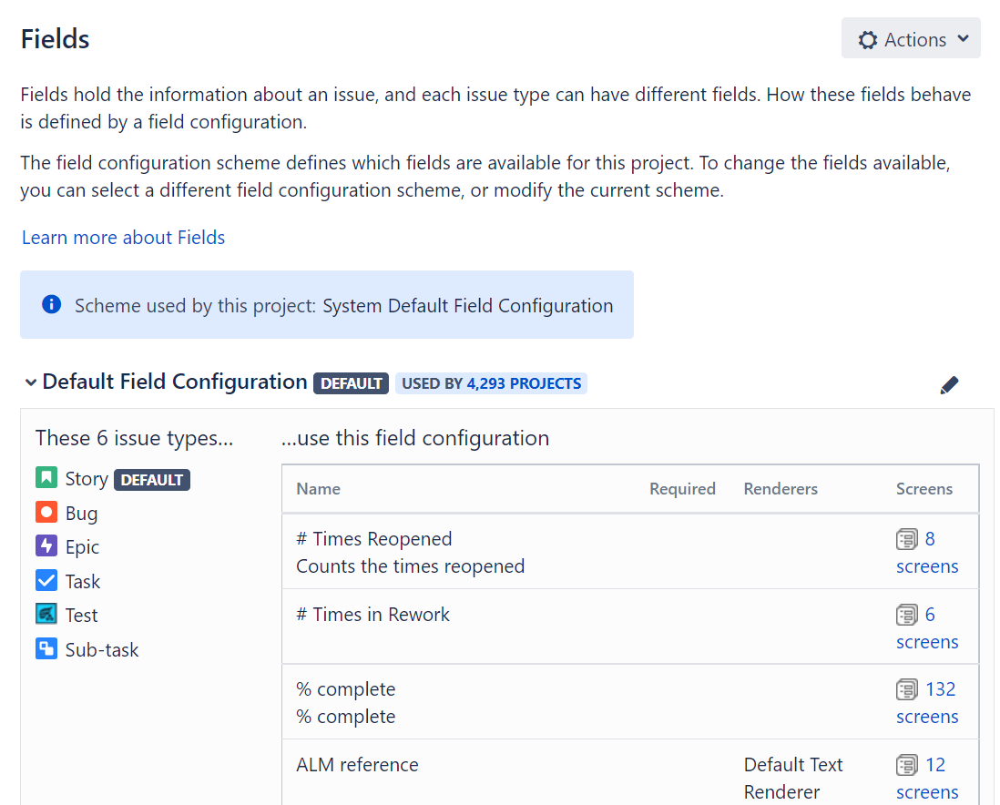 Fields
Actions
Fields hold the information about an issue, and each issue type can have different fields. How these fields behave
is defined by a field configuration.
The field configuration scheme defines which fields are available for this project. To change the fields available,
you can select a different field configuration scheme, or modify the current scheme.
Learn more about Fields
Scheme used by this project: System Default Field Configuration
Default Field Configuration DEFAULT USED BY 4,293 PROJECTS
These 6 issue types...
Story DEFAULT
Bug
Epic
Task
Test
Sub-task
...use this field configuration
Name Required Renderers Screens
# Times Reopened 8
Counts the times reopened screens
# Times in Rework 6
screens
% complete 132
% complete screens
ALM reference Default Text 12
Renderer screens